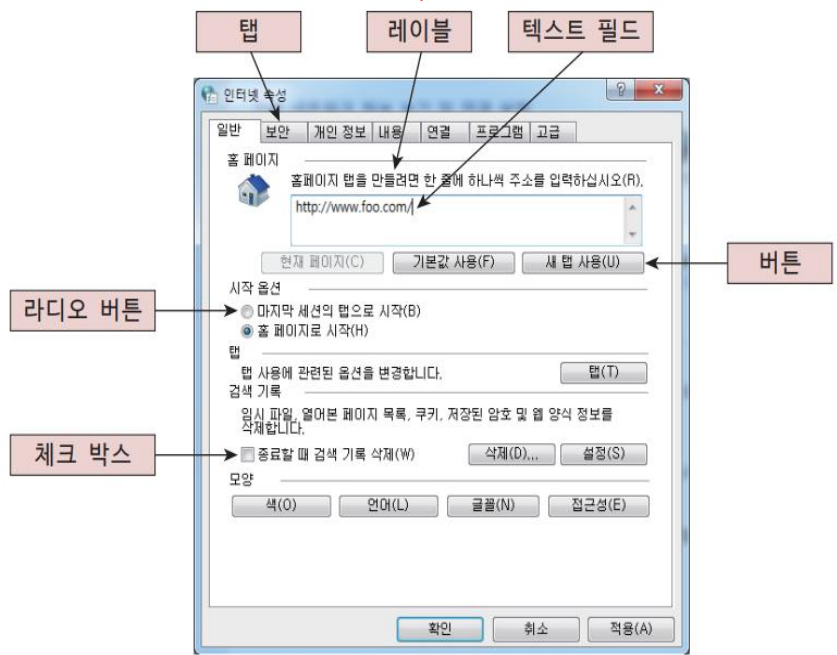 탭 레이블 텍스트 필드
인터넷 속성
일반 보안 개인 정보 내용 연결 프로그램 고급
홈 페이지
홈페이지 탭을 만들려면 한 줄에 하나씩 주소를 입력하십시오(R).
http://www.foo.com/
현재 페이지(C) 기본값 사용(F) 새 탭 사용(U)
버튼
시작 옵션
라디오 버튼
마지막 세션의 탭으로 시작(B)
홈 페이지로 시작(H)
탭
탭 사용에 관련된 옵션을 변경합니다. 탭(T)
검색 기록
임시 파일, 열어본 페이지 목록, 쿠키, 저장된 암호 및 웹 양식 정보를
삭제합니다.
체크 박스
종료할 때 검색 기록 삭제(W) 삭제(D)... 설정(S)
모양
색(O) 언어(L) 글꼴(N) 접근성(E)
확인 취소 적용(A)